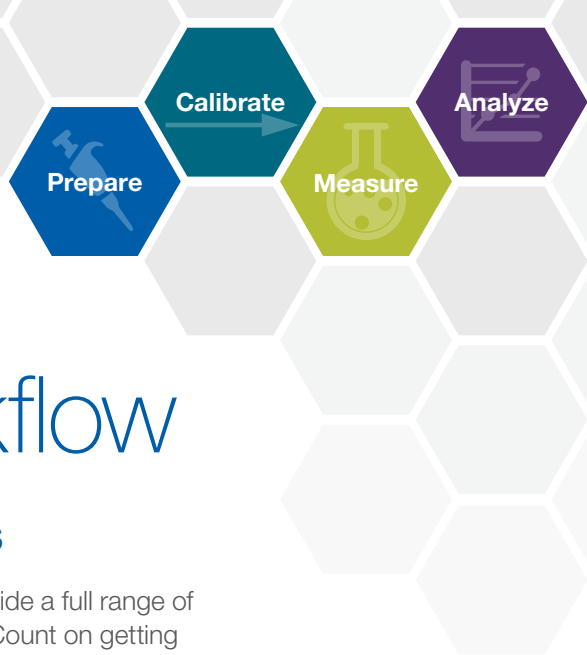 Calibrate
Analyze
Prepare
Measure
kflow
s
ide a full range of
Count on getting